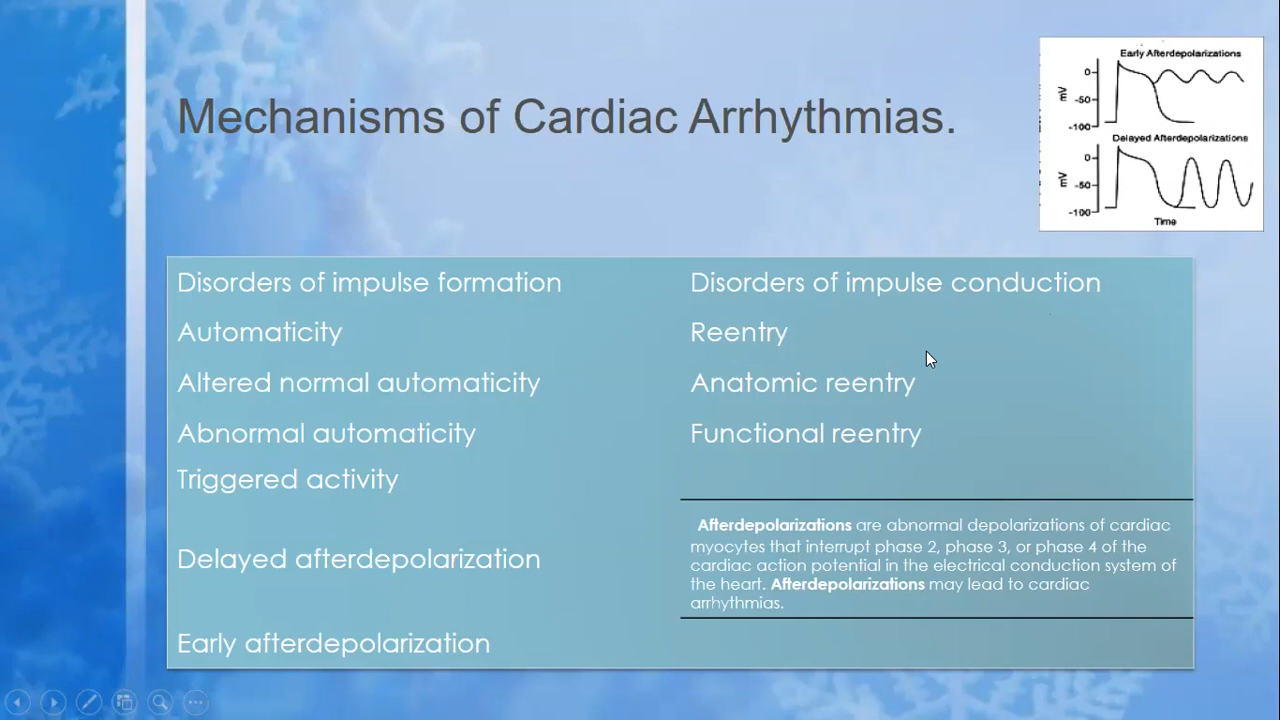 Mechanisms of Cardiac Arrhythmias.
Early Afterdepolarizations
0
mV
-50
-100
Delayed Afterdepolarizations
0
mV
-50
-100
Time
Disorders of impulse formation
Disorders of impulse conduction
Automaticity
Reentry
Altered normal automaticity
Anatomic reentry
Abnormal automaticity
Functional reentry
Triggered activity
Delayed afterdepolarization
Afterdepolarizations are abnormal depolarizations of cardiac
myocytes that interrupt phase 2, phase 3, or phase 4 of the
cardiac action potential in the electrical conduction system of
the heart. Afterdepolarizations may lead to cardiac
arrhythmias.
Early afterdepolarization